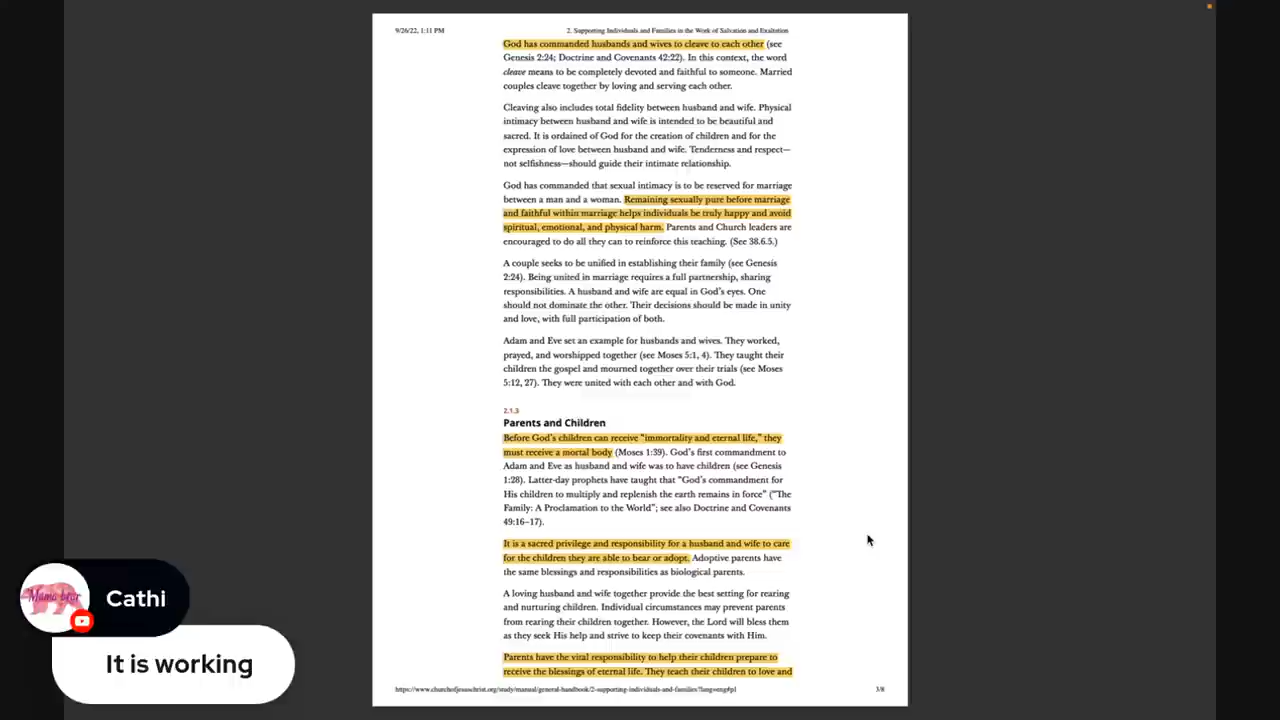 9/26/22, 1:11 PM
2. Supporting Individuals and Families in the Work of Salvation and Exaltation
God has commanded husbands and wives to cleave to each other (see
Genesis 2:24; Doctrine and Covenants 42:22). In this context, the word
cleave means to be completely devoted and faithful to someone. Married
couples cleave together by loving and serving each other.
Cleaving also includes total fidelity between husband and wife. Physical
intimacy between husband and wife is intended to be beautiful and
sacred. It is ordained of God for the creation of children and for the
expression of love between husband and wife. Tenderness and respect—
not selfishness—should guide their intimate relationship.
God has commanded that sexual intimacy is to be reserved for marriage
between a man and a woman. Remaining sexually pure before marriage
and faithful within marriage helps individuals be truly happy and avoid
spiritual, emotional, and physical harm. Parents and Church leaders are
encouraged to do all they can to reinforce this teaching. (See 38.6.5.)
A couple seeks to be unified in establishing their family (see Genesis
2:24). Being united in marriage requires a full partnership, sharing
responsibilities. A husband and wife are equal in God's eyes. One
should not dominate the other. Their decisions should be made in unity
and love, with full participation of both.
Adam and Eve set an example for husbands and wives. They worked,
prayed, and worshipped together (see Moses 5:1, 4). They taught their
children the gospel and mourned together over their trials (see Moses
5:12, 27). They were united with each other and with God.
2.1.3
Parents and Children
Before God's children can receive "immortality and eternal life," they
must receive a mortal body (Moses 1:39). God's first commandment to
Adam and Eve as husband and wife was to have children (see Genesis
1:28). Latter-day prophets have taught that "God's commandment for
His children to multiply and replenish the earth remains in force" ("The
Family: A Proclamation to the World"; see also Doctrine and Covenants
49:16–17).
It is a sacred privilege and responsibility for a husband and wife to care
for the children they are able to bear or adopt. Adoptive parents have
the same blessings and responsibilities as biological parents.
A loving husband and wife together provide the best setting for rearing
and nurturing children. Individual circumstances may prevent parents
from rearing their children together. However, the Lord will bless them
as they seek His help and strive to keep their covenants with Him.
Parents have the vital responsibility to help their children prepare to
receive the blessings of eternal life. They teach their children to love and
https://www.churchofjesuschrist.org/study/manual/general-handbook/2-supporting-individuals-and-families?lang=eng#p1
3/8
Mama bear
Cathi
It is working